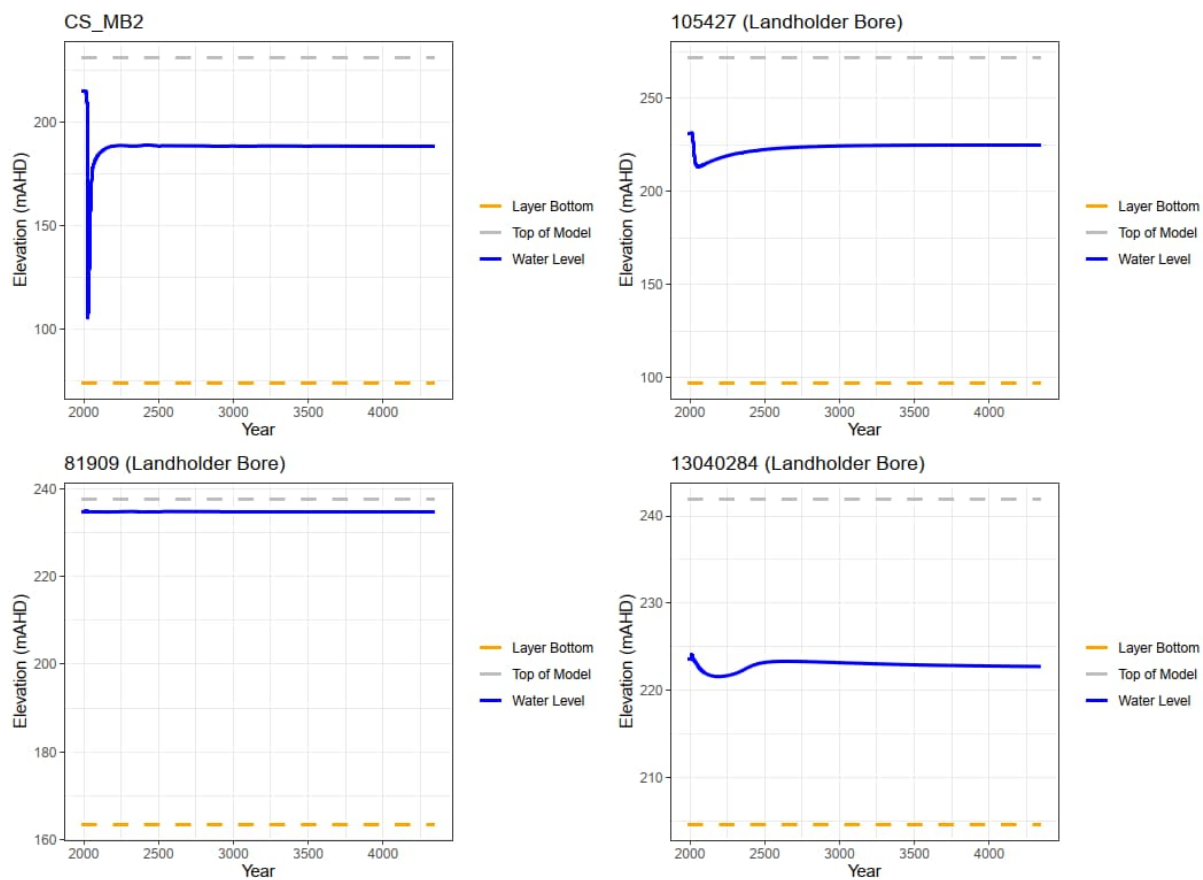 CS_MB2
200
150
100
Elevation (mAHD)
2000 2500 3000 3500 4000
Year
Layer Bottom
Top of Model
Water Level
105427 (Landholder Bore)
250
200
150
100
Elevation (mAHD)
2000 2500 3000 3500 4000
Year
Layer Bottom
Top of Model
Water Level
81909 (Landholder Bore)
240
220
200
180
160
Elevation (mAHD)
2000 2500 3000 3500 4000
Year
Layer Bottom
Top of Model
Water Level
13040284 (Landholder Bore)
240
230
220
210
Elevation (mAHD)
2000 2500 3000 3500 4000
Year
Layer Bottom
Top of Model
Water Level